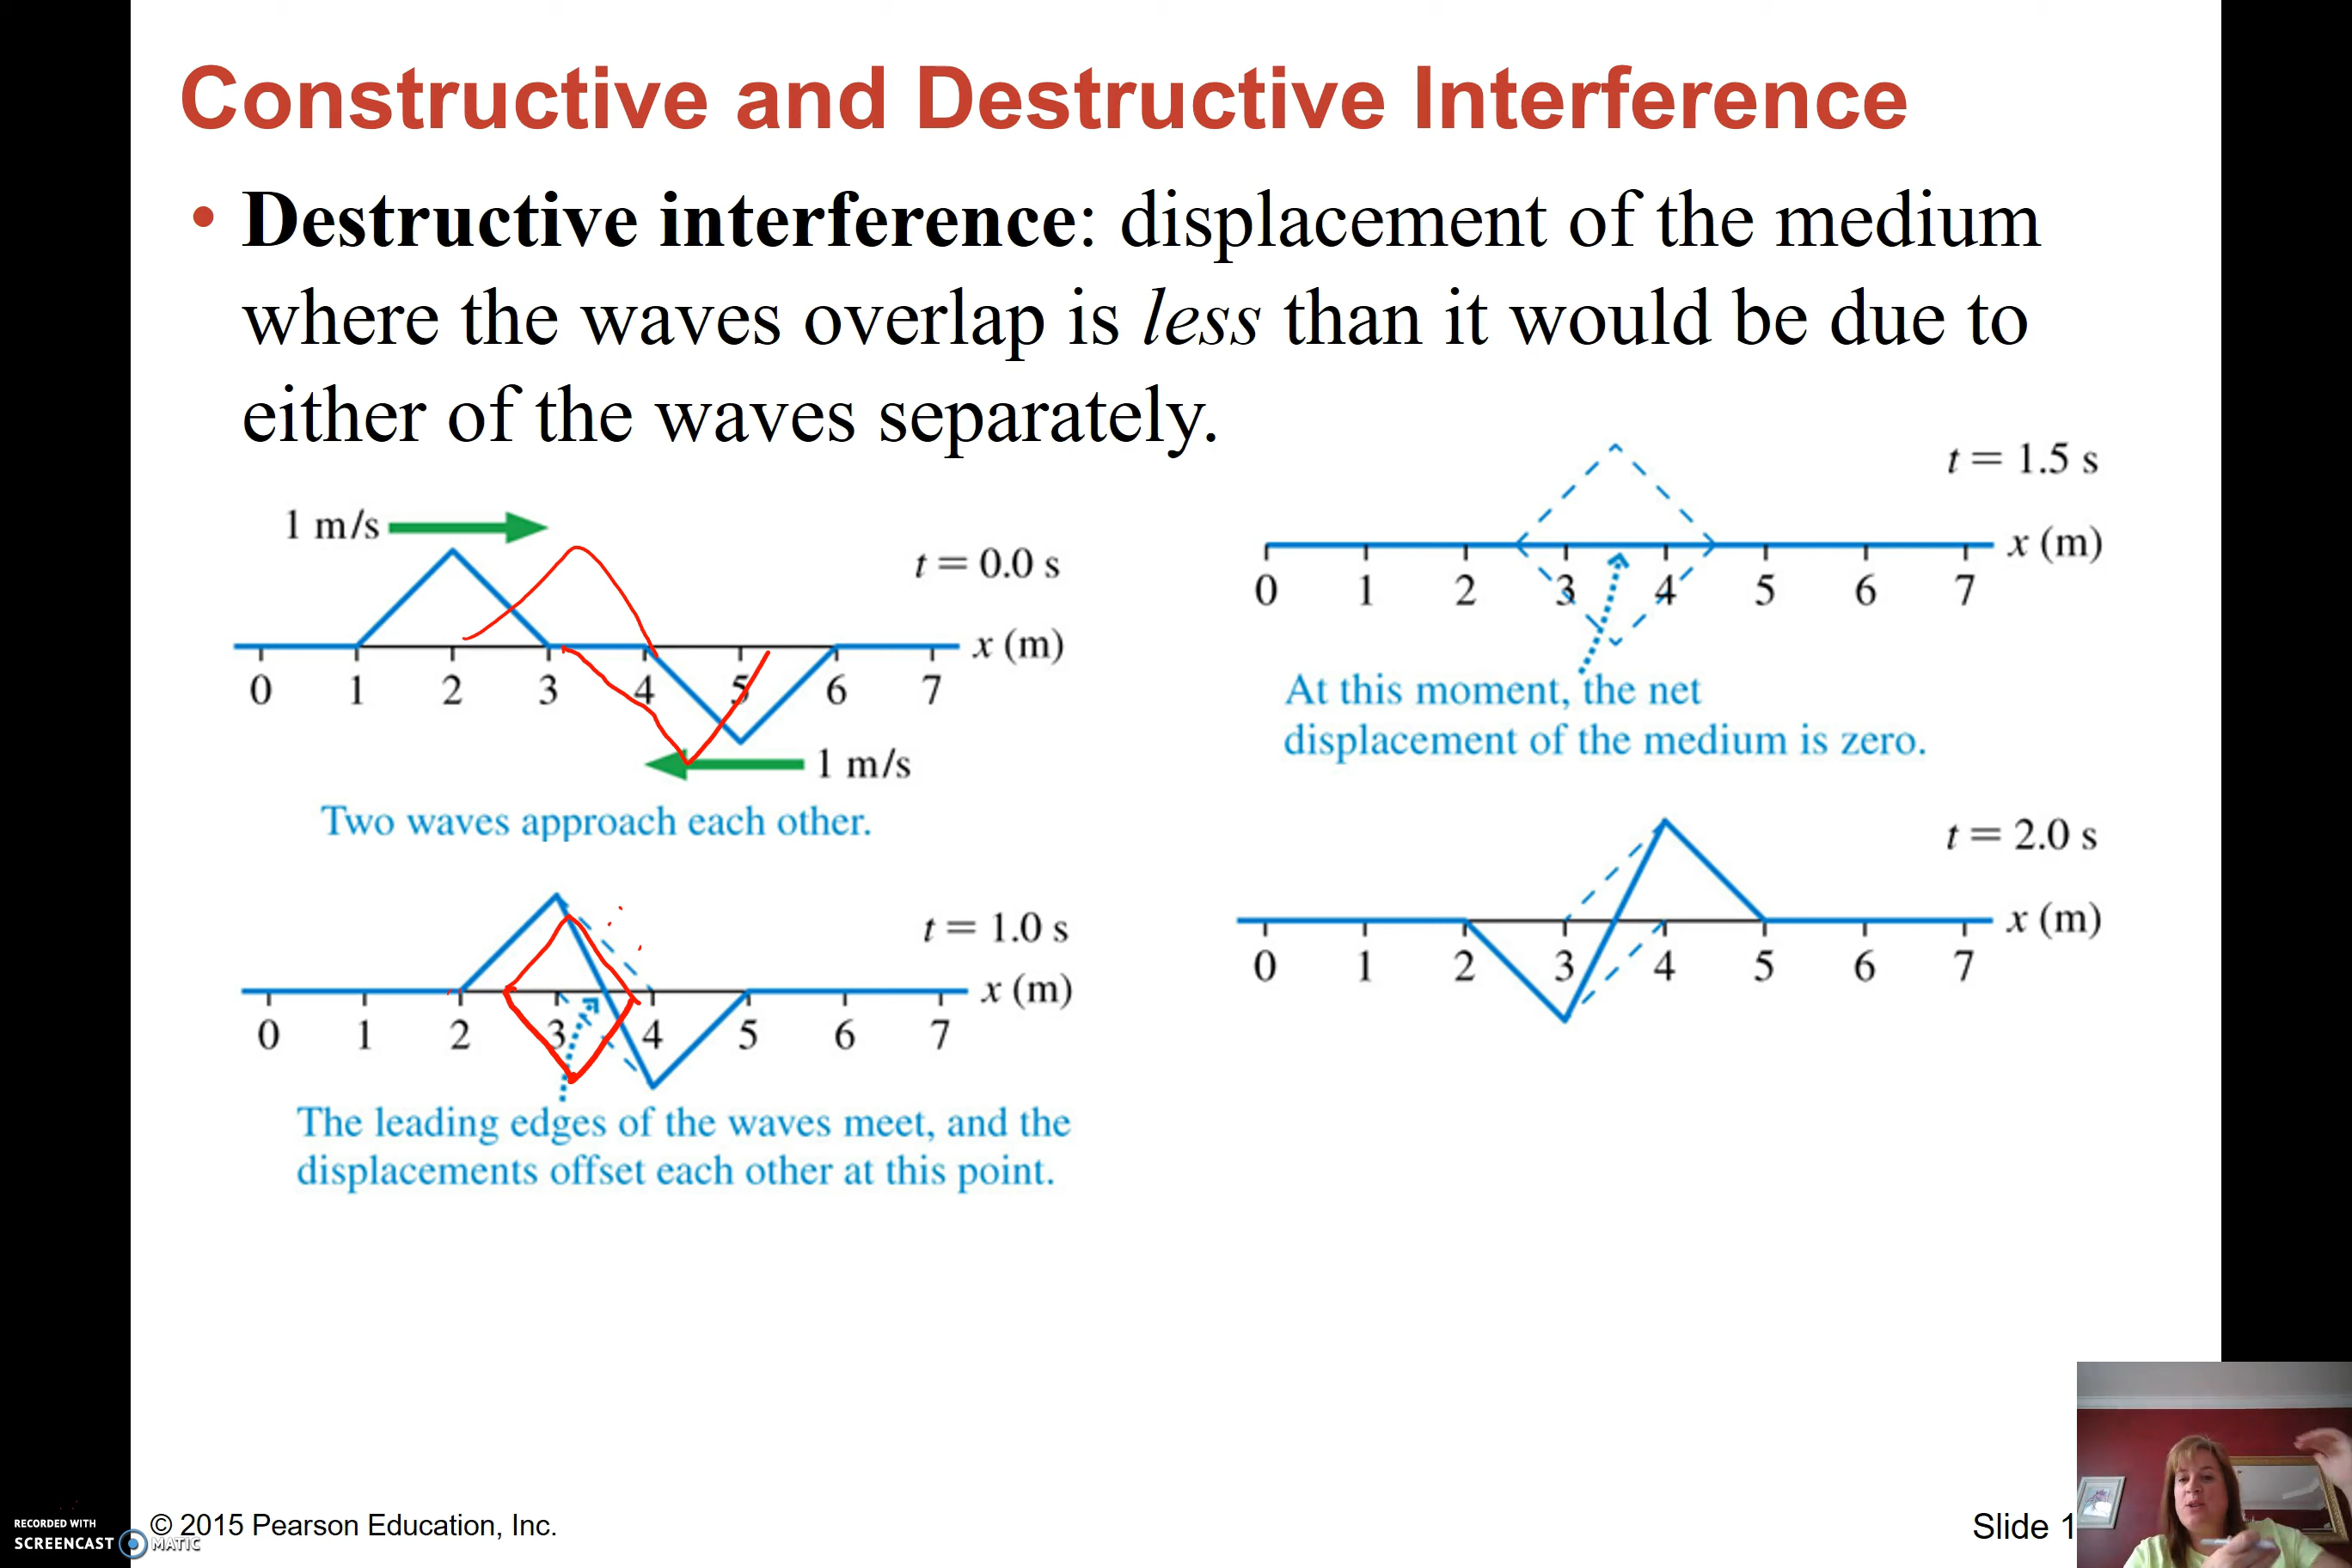 Constructive and Destructive Interference
• Destructive interference: displacement of the medium
where the waves overlap is less than it would be due to
either of the waves separately.
1 m/s
t = 0.0 s
x (m)
0 1 2 3 4 5 6 7
1 m/s
Two waves approach each other.
t = 1.0 s
x (m)
0 1 2 3 4 5 6 7
The leading edges of the waves meet, and the
displacements offset each other at this point.
t = 1.5 s
x (m)
0 1 2 3 4 5 6 7
At this moment, the net
displacement of the medium is zero.
t = 2.0 s
x (m)
0 1 2 3 4 5 6 7
RECORDED WITH
SCREENCAST MATIC
© 2015 Pearson Education, Inc.
Slide 1